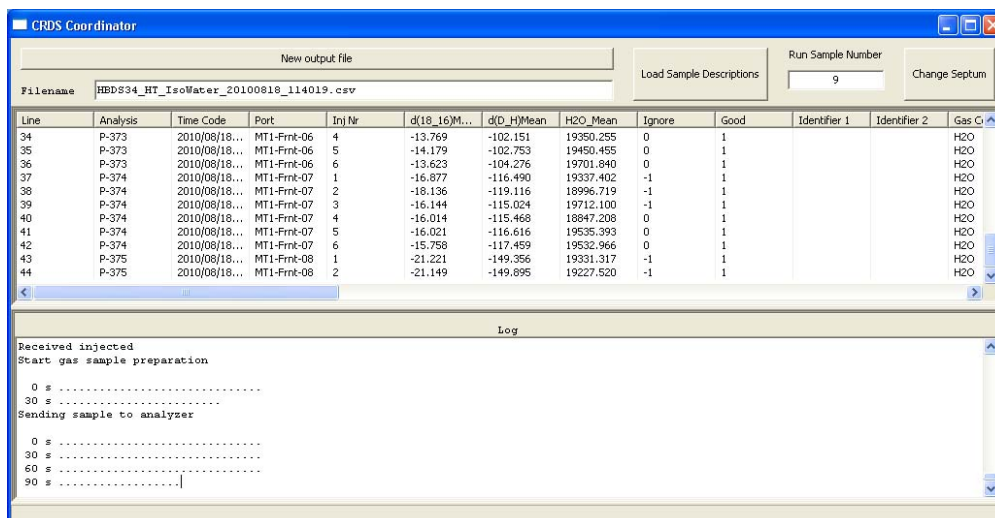 CRDS Coordinator
New output file
Load Sample Descriptions
Run Sample Number
9
Change Septum
Filename HBDS34_HT_IsoWater_20100818_114019.csv
Line Analysis Time Code Port Inj Nr d(18_16)M... d(D_H)Mean H2O_Mean Ignore Good Identifier 1 Identifier 2 Gas C
34 P-373 2010/08/18... MT1-Frnt-06 4 -13.769 -102.151 19350.255 0 1 H2O
35 P-373 2010/08/18... MT1-Frnt-06 5 -14.179 -102.753 19450.455 0 1 H2O
36 P-373 2010/08/18... MT1-Frnt-06 6 -13.623 -104.276 19701.840 0 1 H2O
37 P-374 2010/08/18... MT1-Frnt-07 1 -16.877 -116.490 19337.402 -1 1 H2O
38 P-374 2010/08/18... MT1-Frnt-07 2 -18.136 -119.116 18996.719 -1 1 H2O
39 P-374 2010/08/18... MT1-Frnt-07 3 -16.144 -115.024 19712.100 -1 1 H2O
40 P-374 2010/08/18... MT1-Frnt-07 4 -16.014 -115.468 18847.208 0 1 H2O
41 P-374 2010/08/18... MT1-Frnt-07 5 -16.021 -116.616 19535.393 0 1 H2O
42 P-374 2010/08/18... MT1-Frnt-07 6 -15.758 -117.459 19532.966 0 1 H2O
43 P-375 2010/08/18... MT1-Frnt-08 1 -21.221 -149.356 19331.317 -1 1 H2O
44 P-375 2010/08/18... MT1-Frnt-08 2 -21.149 -149.895 19227.520 -1 1 H2O
Log
Received injected
Start gas sample preparation
0 s ..............................
30 s ........................
Sending sample to analyzer
0 s ..............................
30 s ..............................
60 s ..............................
90 s ..................